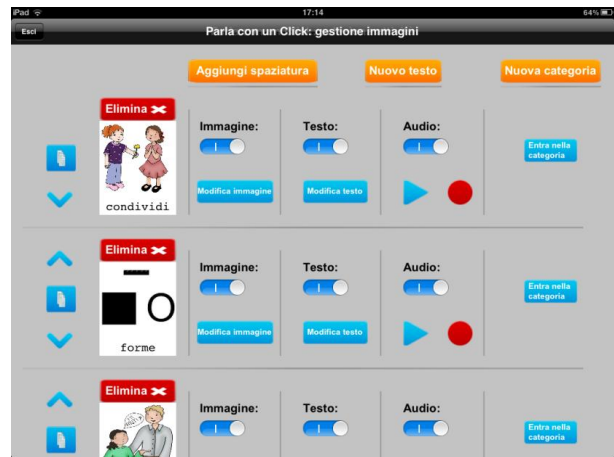 iPad 17:14 64%
Esci Parla con un Click: gestione immagini
Aggiungi spaziatura Nuovo testo Nuova categoria
Elimina
condividi
Immagine: Testo: Audio:
Modifica immagine Modifica testo
Entra nella
categoria
Elimina
forme
Immagine: Testo: Audio:
Modifica immagine Modifica testo
Entra nella
categoria
Elimina
Immagine: Testo: Audio:
Entra nella
categoria